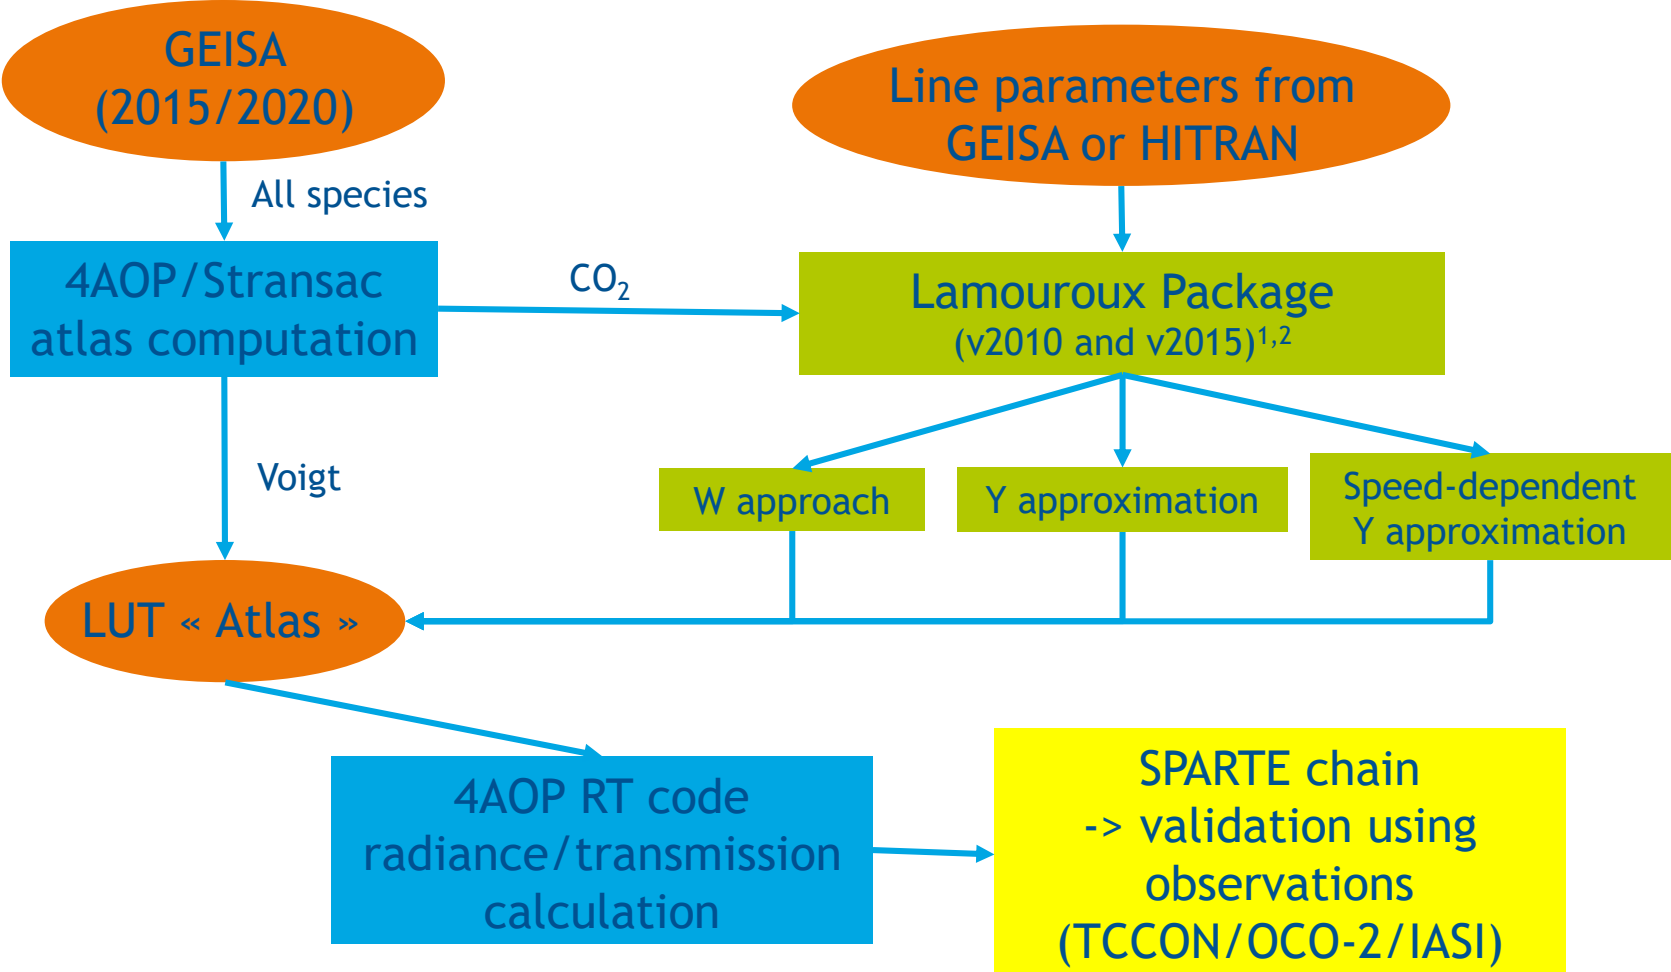 GEISA
(2015/2020)
Line parameters from
GEISA or HITRAN
All species
4AOP/Stransac
atlas computation
CO₂
Lamouroux Package
(v2010 and v2015)¹,²
Voigt
W approach
Y approximation
Speed-dependent
Y approximation
LUT « Atlas »
4AOP RT code
radiance/transmission
calculation
SPARTE chain
-> validation using
observations
(TCCON/OCO-2/IASI)